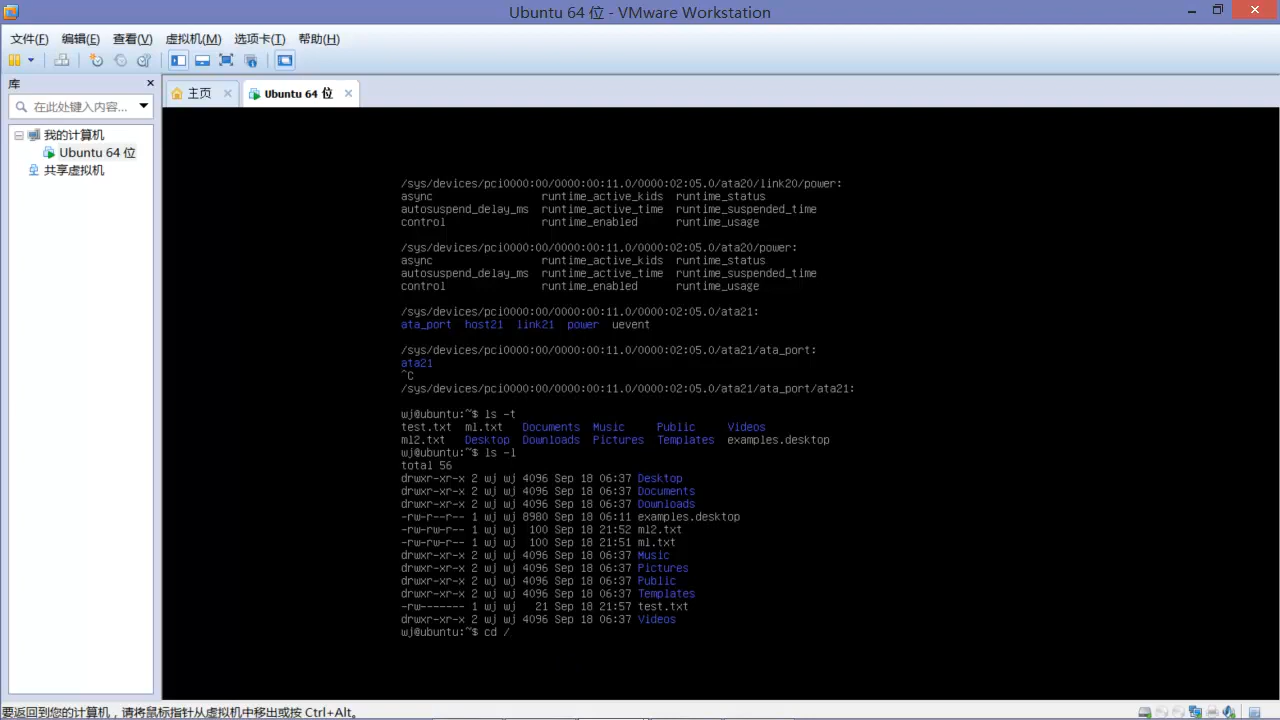 Ubuntu 64 位 - VMware Workstation
文件(F) 编辑(E) 查看(V) 虚拟机(M) 选项卡(T) 帮助(H)
库
主页 Ubuntu 64 位
在此处键入内容...
我的计算机
Ubuntu 64 位
共享虚拟机
/sys/devices/pci0000:00/0000:00:11.0/0000:02:05.0/ata20/link20/power:
async runtime_active_kids runtime_status
autosuspend_delay_ms runtime_active_time runtime_suspended_time
control runtime_enabled runtime_usage
/sys/devices/pci0000:00/0000:00:11.0/0000:02:05.0/ata20/power:
async runtime_active_kids runtime_status
autosuspend_delay_ms runtime_active_time runtime_suspended_time
control runtime_enabled runtime_usage
/sys/devices/pci0000:00/0000:00:11.0/0000:02:05.0/ata21:
ata_port host21 link21 power uevent
/sys/devices/pci0000:00/0000:00:11.0/0000:02:05.0/ata21/ata_port:
ata21
^C
/sys/devices/pci0000:00/0000:00:11.0/0000:02:05.0/ata21/ata_port/ata21:
wj@ubuntu:~$ ls -t
test.txt ml.txt Documents Music Public Videos
ml2.txt Desktop Downloads Pictures Templates examples.desktop
wj@ubuntu:~$ ls -l
total 56
drwxr-xr-x 2 wj wj 4096 Sep 18 06:37 Desktop
drwxr-xr-x 2 wj wj 4096 Sep 18 06:37 Documents
drwxr-xr-x 2 wj wj 4096 Sep 18 06:37 Downloads
-rw-r--r-- 1 wj wj 8980 Sep 18 06:11 examples.desktop
-rw-rw-r-- 1 wj wj 100 Sep 18 21:52 ml2.txt
-rw-rw-r-- 1 wj wj 100 Sep 18 21:51 ml.txt
drwxr-xr-x 2 wj wj 4096 Sep 18 06:37 Music
drwxr-xr-x 2 wj wj 4096 Sep 18 06:37 Pictures
drwxr-xr-x 2 wj wj 4096 Sep 18 06:37 Public
drwxr-xr-x 2 wj wj 4096 Sep 18 06:37 Templates
-rw------- 1 wj wj 21 Sep 18 21:57 test.txt
drwxr-xr-x 2 wj wj 4096 Sep 18 06:37 Videos
wj@ubuntu:~$ cd /
要返回到您的计算机，请将鼠标指针从虚拟机中移出或按 Ctrl+Alt。